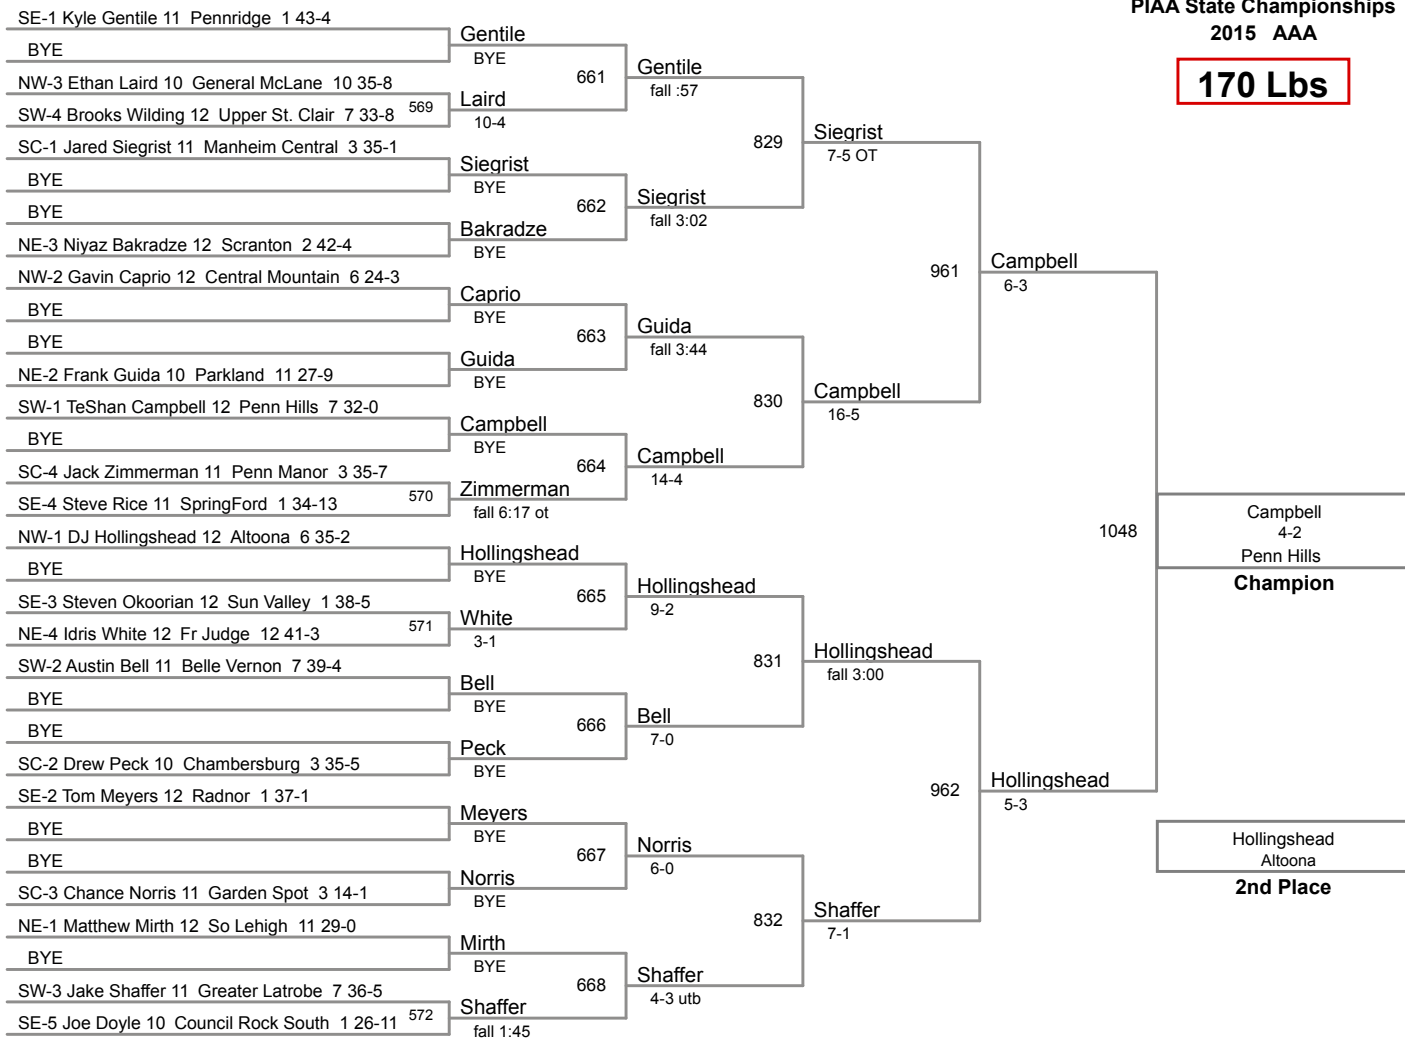 PIAA State Championships
2015 AAA
170 Lbs
SE-1 Kyle Gentile 11 Pennridge 1 43-4
BYE
NW-3 Ethan Laird 10 General McLane 10 35-8
SW-4 Brooks Wilding 12 Upper St. Clair 7 33-8
569
SC-1 Jared Siegrist 11 Manheim Central 3 35-1
BYE
BYE
NE-3 Niyaz Bakradze 12 Scranton 2 42-4
NW-2 Gavin Caprio 12 Central Mountain 6 24-3
BYE
BYE
NE-2 Frank Guida 10 Parkland 11 27-9
SW-1 TeShan Campbell 12 Penn Hills 7 32-0
BYE
SC-4 Jack Zimmerman 11 Penn Manor 3 35-7
SE-4 Steve Rice 11 SpringFord 1 34-13
570
NW-1 DJ Hollingshead 12 Altoona 6 35-2
BYE
SE-3 Steven Okoorian 12 Sun Valley 1 38-5
NE-4 Idris White 12 Fr Judge 12 41-3
571
SW-2 Austin Bell 11 Belle Vernon 7 39-4
BYE
BYE
SC-2 Drew Peck 10 Chambersburg 3 35-5
SE-2 Tom Meyers 12 Radnor 1 37-1
BYE
BYE
SC-3 Chance Norris 11 Garden Spot 3 14-1
NE-1 Matthew Mirth 12 So Lehigh 11 29-0
BYE
SW-3 Jake Shaffer 11 Greater Latrobe 7 36-5
SE-5 Joe Doyle 10 Council Rock South 1 26-11
572
Gentile
BYE
661
Laird
10-4
Siegrist
BYE
662
Bakradze
BYE
Caprio
BYE
663
Guida
BYE
Campbell
BYE
664
Zimmerman
fall 6:17 ot
Hollingshead
BYE
665
White
3-1
Bell
BYE
666
Peck
BYE
Meyers
BYE
667
Norris
BYE
Mirth
BYE
668
Shaffer
fall 1:45
Gentile
fall :57
829
Siegrist
fall 3:02
Guida
fall 3:44
830
Campbell
14-4
Hollingshead
9-2
831
Bell
7-0
Norris
6-0
832
Shaffer
4-3 utb
Siegrist
7-5 OT
961
Campbell
16-5
Hollingshead
fall 3:00
962
Shaffer
7-1
Campbell
6-3
1048
Hollingshead
5-3
Campbell
4-2
Penn Hills
Champion
Hollingshead
Altoona
2nd Place